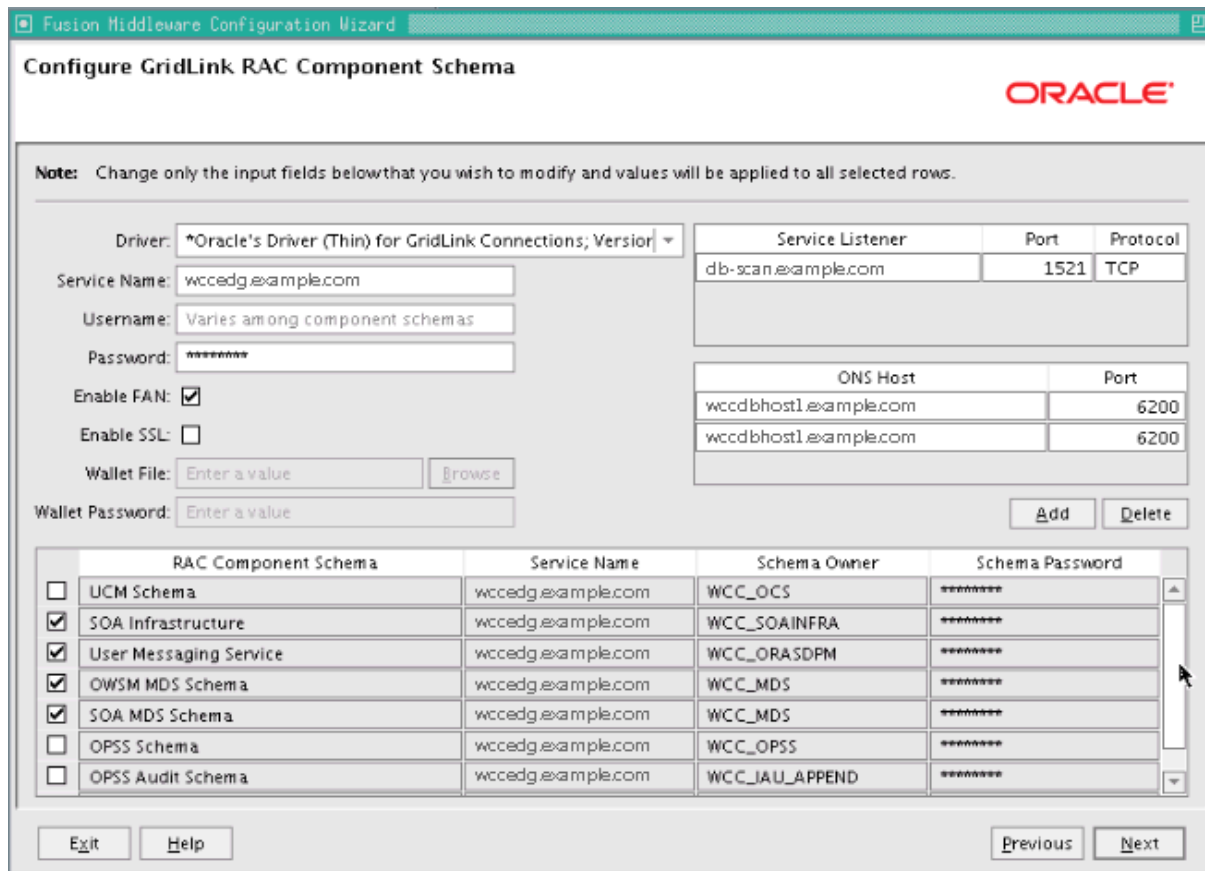 Fusion Middleware Configuration Wizard
Configure GridLink RAC Component Schema
ORACLE
Note: Change only the input fields below that you wish to modify and values will be applied to all selected rows.
Driver: *Oracle's Driver (Thin) for GridLink Connections; Version
Service Name: wccedg.example.com
Username: Varies among component schemas
Password: ********
Enable FAN:
Enable SSL:
Wallet File: Enter a value Browse
Wallet Password: Enter a value
Service Listener Port Protocol
db-scan.example.com 1521 TCP
ONS Host Port
wccdbhost1.example.com 6200
wccdbhost1.example.com 6200
Add Delete
RAC Component Schema Service Name Schema Owner Schema Password
UCM Schema wccedg.example.com WCC_OCS ********
SOA Infrastructure wccedg.example.com WCC_SOAINFRA ********
User Messaging Service wccedg.example.com WCC_ORASDPM ********
OWSM MDS Schema wccedg.example.com WCC_MDS ********
SOA MDS Schema wccedg.example.com WCC_MDS ********
OPSS Schema wccedg.example.com WCC_OPSS ********
OPSS Audit Schema wccedg.example.com WCC_IAU_APPEND ********
Exit Help Previous Next